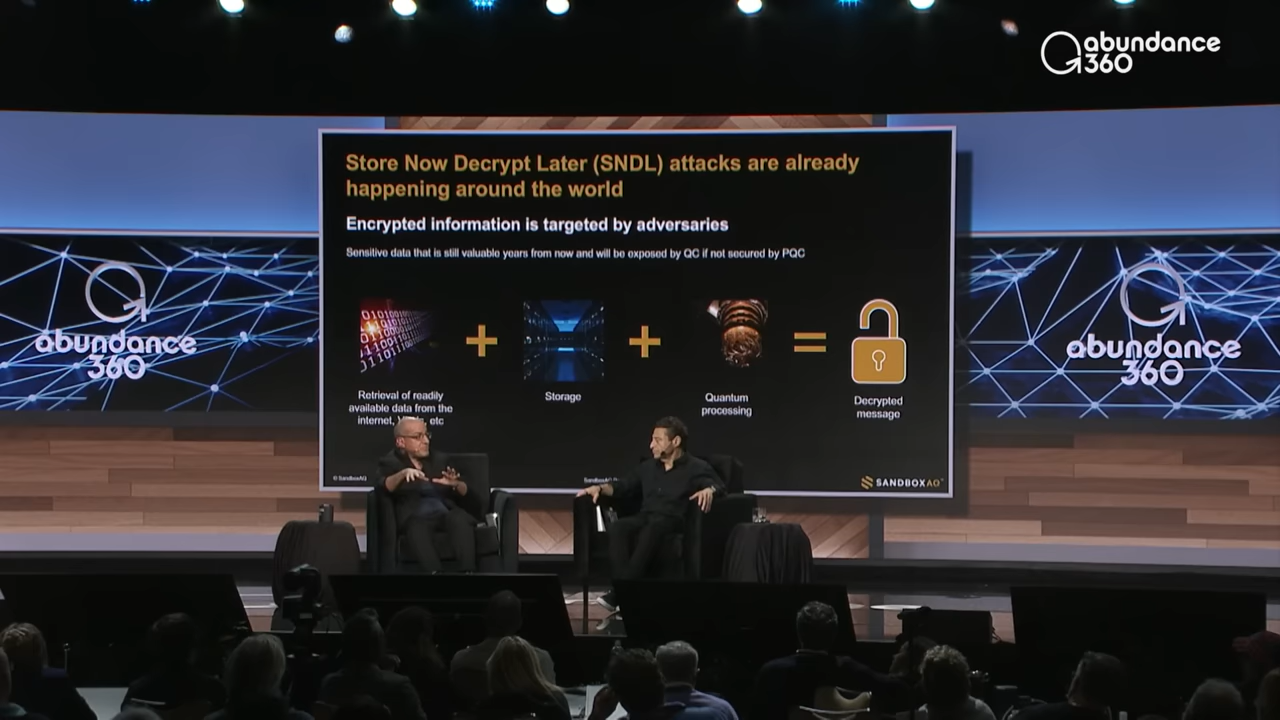 abundance
360
Store Now Decrypt Later (SNDL) attacks are already
happening around the world
Encrypted information is targeted by adversaries
Sensitive data that is still valuable years from now and will be exposed by QC if not secured by PQC
Retrieval of readily
available data from the
internet, etc
Storage
Quantum
processing
Decrypted
message
© SandboxAQ
SandboxAQ
SANDBOXAQ
abundance
360
abundance
360